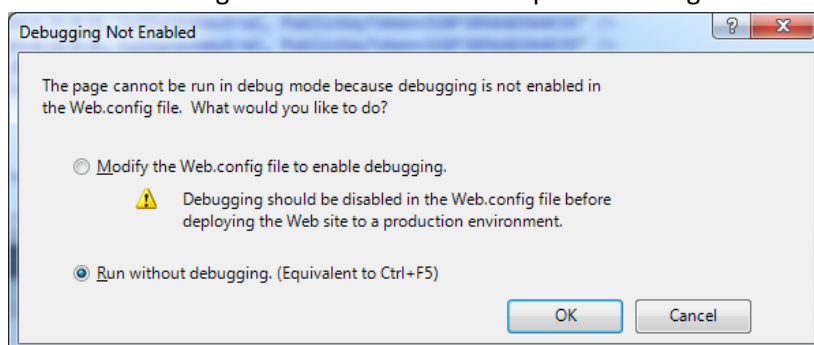 Debugging Not Enabled
The page cannot be run in debug mode because debugging is not enabled in
the Web.config file.  What would you like to do?
Modify the Web.config file to enable debugging.
Debugging should be disabled in the Web.config file before
deploying the Web site to a production environment.
Run without debugging. (Equivalent to Ctrl+F5)
OK Cancel